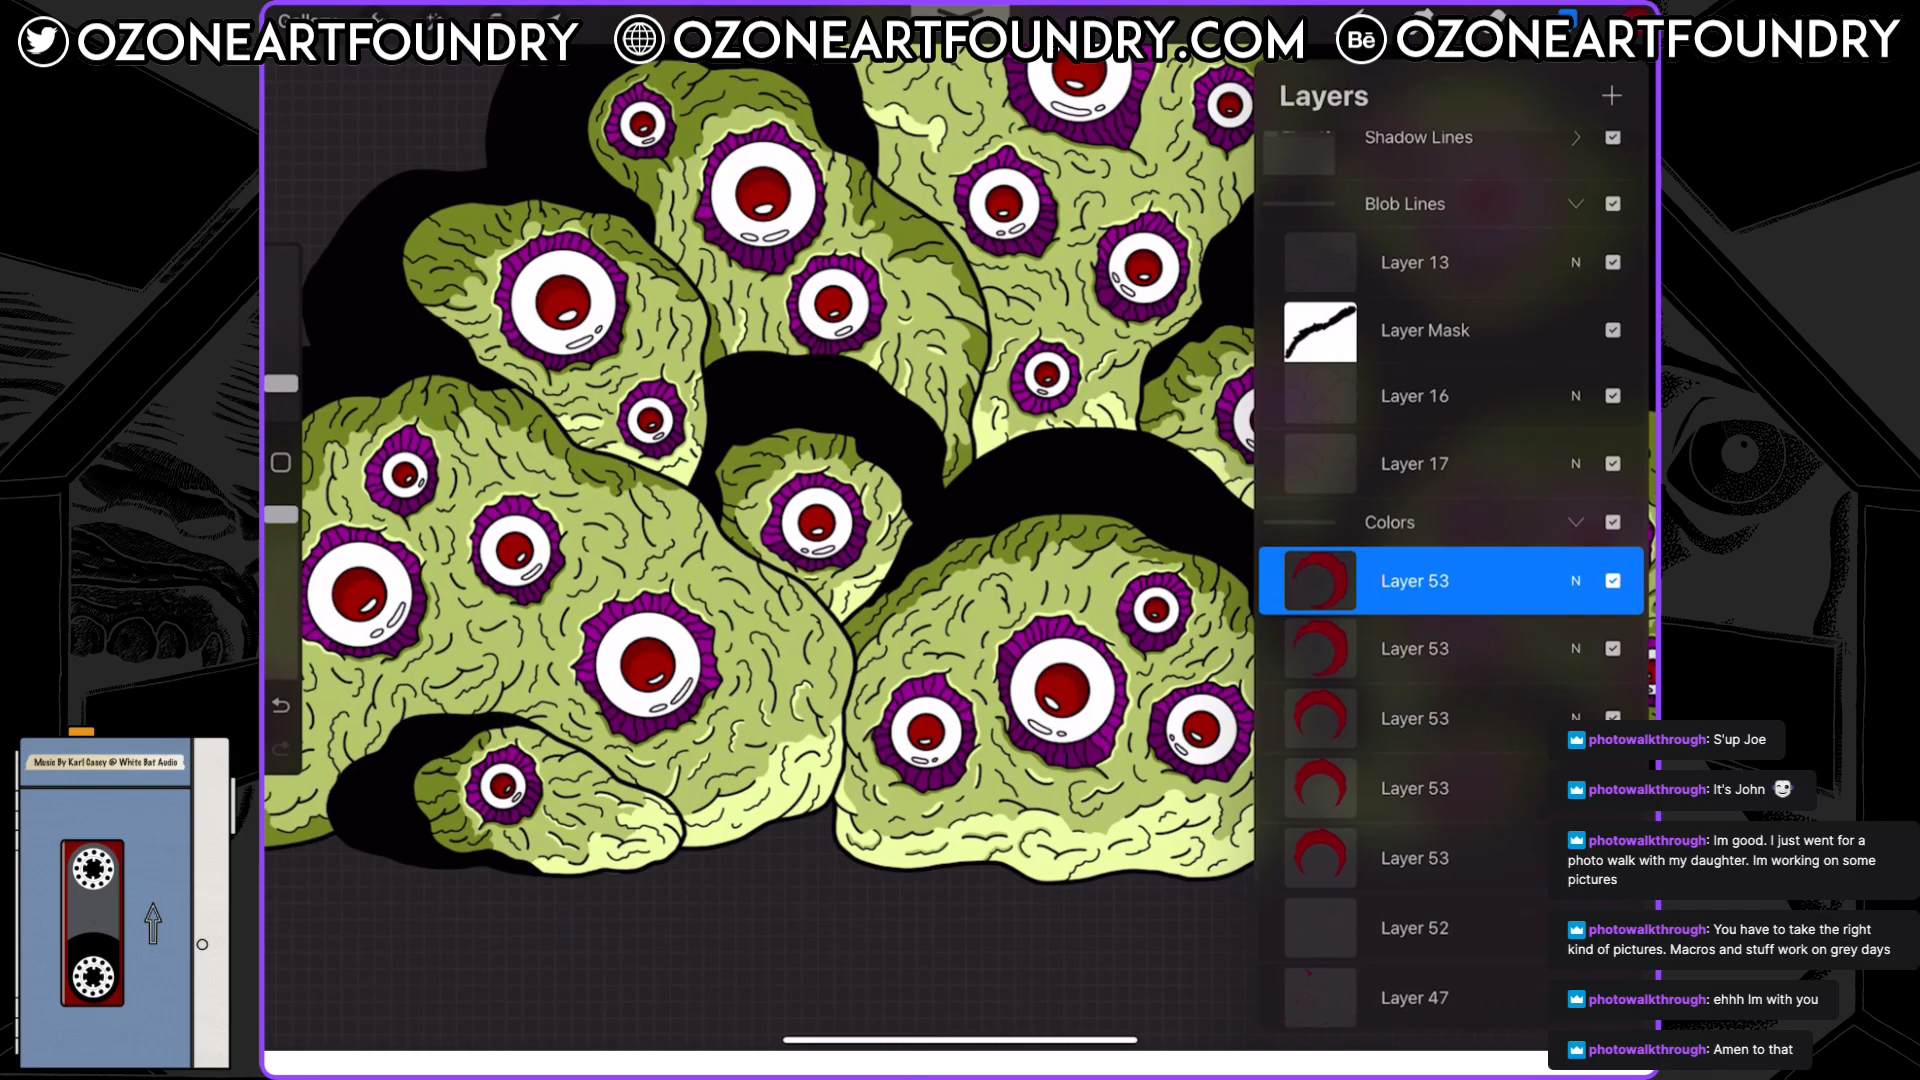 OZONEARTFOUNDRY
OZONEARTFOUNDRY.COM
Bē OZONEARTFOUNDRY
Layers
Shadow Lines
Blob Lines
Layer 13 N
Layer Mask
Layer 16 N
Layer 17 N
Colors
Layer 53 N
Layer 53 N
Layer 53 N
Layer 53
Layer 53
Layer 52
Layer 47
Music By Karl Casey @ White Bat Audio
photowalkthrough: S'up Joe
photowalkthrough: It's John
photowalkthrough: Im good. I just went for a
photo walk with my daughter. Im working on some
pictures
photowalkthrough: You have to take the right
kind of pictures. Macros and stuff work on grey days
photowalkthrough: ehhh Im with you
photowalkthrough: Amen to that